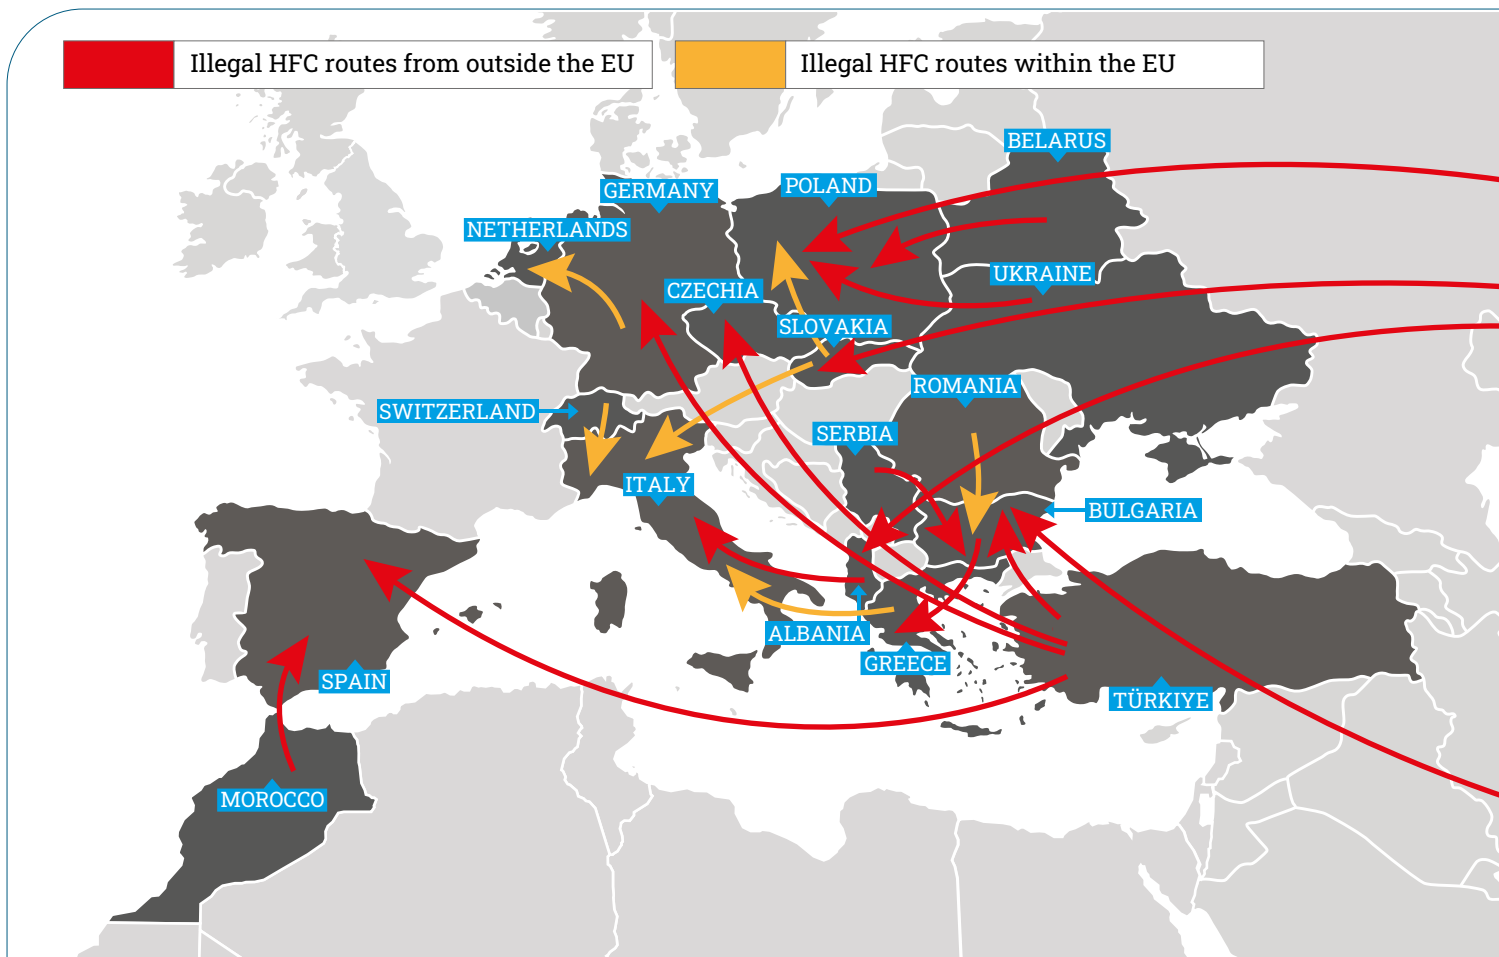 Illegal HFC routes from outside the EU
Illegal HFC routes within the EU
BELARUS
POLAND
GERMANY
NETHERLANDS
UKRAINE
CZECHIA
SLOVAKIA
ROMANIA
SWITZERLAND
SERBIA
ITALY
BULGARIA
ALBANIA
GREECE
SPAIN
TÜRKIYE
MOROCCO